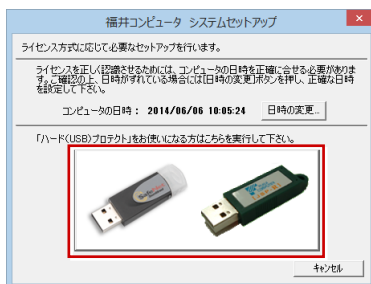 福井コンピュータ システムセットアップ
ライセンス方式に応じて必要なセットアップを行います。
ライセンスを正しく認識させるためには、コンピュータの日時を正確に合せる必要がありま
す。ご確認の上、日時がずれている場合には[日時の変更]ボタンを押し、正確な日時
を設定して下さい。
コンピュータの日時： 2014/06/06 10:05:24 日時の変更...
「ハード(USB)プロテクト」をお使いになる方はこちらを実行して下さい。
キャンセル